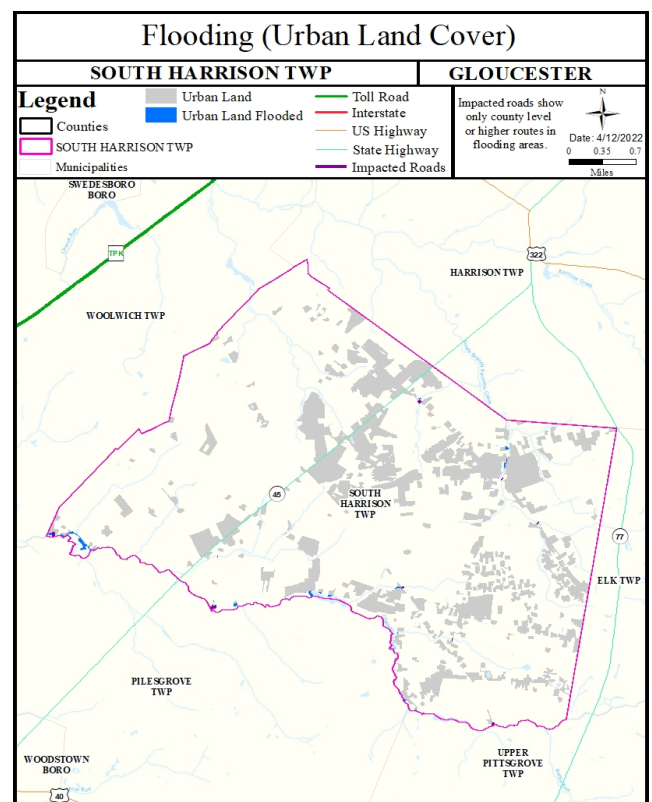 Flooding (Urban Land Cover)
SOUTH HARRISON TWP
GLOUCESTER
Legend
Counties
SOUTH HARRISON TWP
Municipalities
Urban Land
Urban Land Flooded
Toll Road
Interstate
US Highway
State Highway
Impacted Roads
Impacted roads show
only county level
or higher routes in
flooding areas.
N
Date: 4/12/2022
0 0.35 0.7
Miles
SWEDESBORO
BORO
TPK
322
HARRISON TWP
WOOLWICH TWP
45
SOUTH
HARRISON
TWP
77
ELK TWP
PILESGROVE
TWP
UPPER
PITTSGROVE
TWP
WOODSTOWN
BORO
40